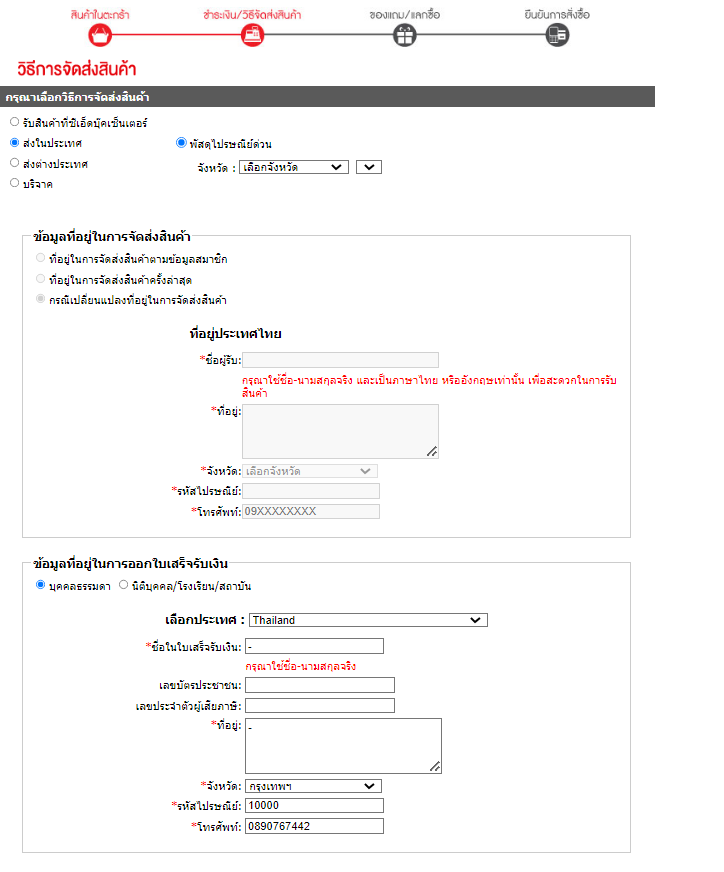 สินค้าในตะกร้า ชำระเงิน/วิธีจัดส่งสินค้า ของแถม/แลกซื้อ ยืนยันการสั่งซื้อ
วิธีการจัดส่งสินค้า
กรุณาเลือกวิธีการจัดส่งสินค้า
รับสินค้าที่ซีเอ็ดบุ๊คเซ็นเตอร์
ส่งในประเทศ พัสดุไปรษณีย์ด่วน
ส่งต่างประเทศ จังหวัด : เลือกจังหวัด
บริจาค
ข้อมูลที่อยู่ในการจัดส่งสินค้า
ที่อยู่ในการจัดส่งสินค้าตามข้อมูลสมาชิก
ที่อยู่ในการจัดส่งสินค้าครั้งล่าสุด
กรณีเปลี่ยนแปลงที่อยู่ในการจัดส่งสินค้า
ที่อยู่ประเทศไทย
*ชื่อผู้รับ:
กรุณาใช้ชื่อ-นามสกุลจริง และเป็นภาษาไทย หรืออังกฤษเท่านั้น เพื่อสะดวกในการรับ
สินค้า
*ที่อยู่:
*จังหวัด: เลือกจังหวัด
*รหัสไปรษณีย์:
*โทรศัพท์: 09XXXXXXXX
ข้อมูลที่อยู่ในการออกใบเสร็จรับเงิน
บุคคลธรรมดา นิติบุคคล/โรงเรียน/สถาบัน
เลือกประเทศ : Thailand
*ชื่อในใบเสร็จรับเงิน: -
กรุณาใช้ชื่อ-นามสกุลจริง
เลขบัตรประชาชน:
เลขประจำตัวผู้เสียภาษี:
*ที่อยู่: -
*จังหวัด: กรุงเทพฯ
*รหัสไปรษณีย์: 10000
*โทรศัพท์: 0890767442